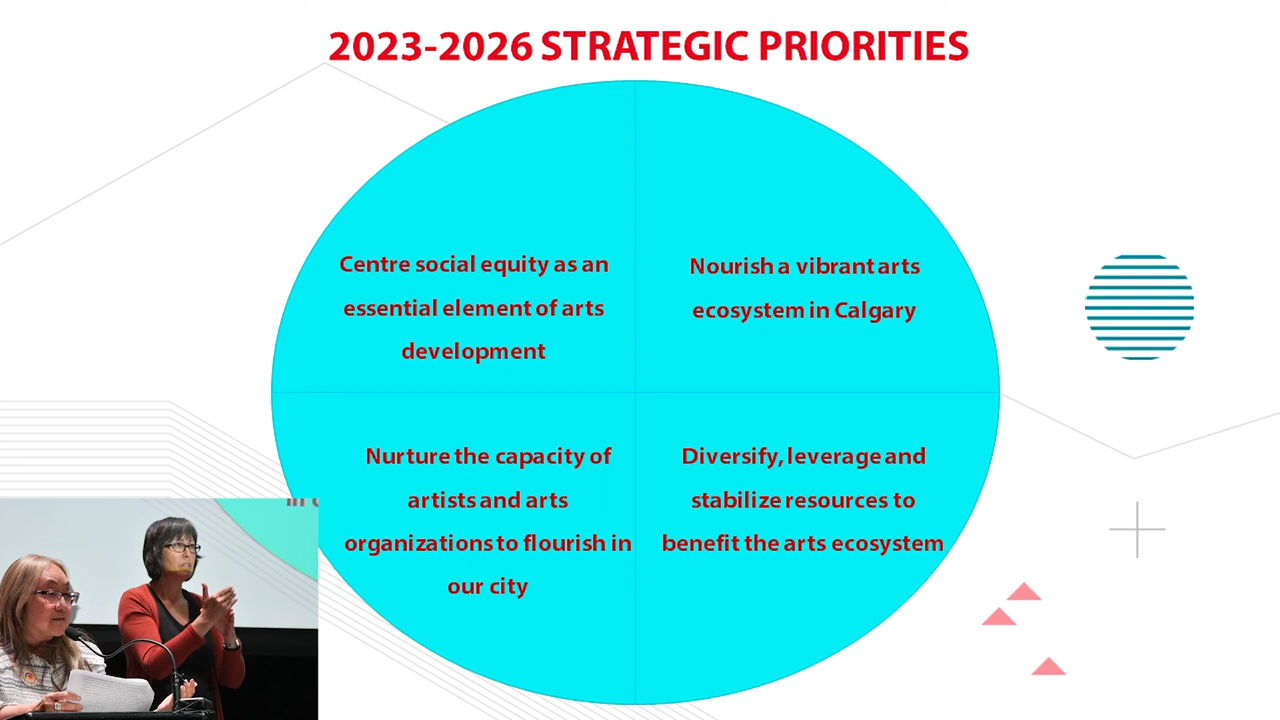 2023-2026 STRATEGIC PRIORITIES
Centre social equity as an
essential element of arts
development
Nourish a vibrant arts
ecosystem in Calgary
Nurture the capacity of
artists and arts
organizations to flourish in
our city
Diversify, leverage and
stabilize resources to
benefit the arts ecosystem